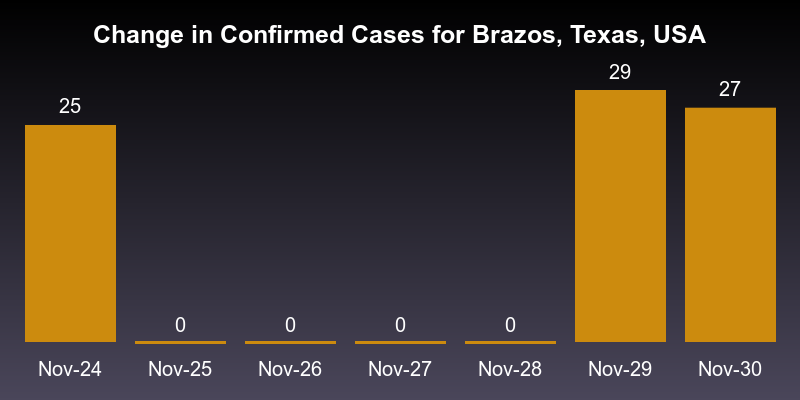 Change in Confirmed Cases for Brazos, Texas, USA
29
27
25
0 0 0 0
Nov-24 Nov-25 Nov-26 Nov-27 Nov-28 Nov-29 Nov-30